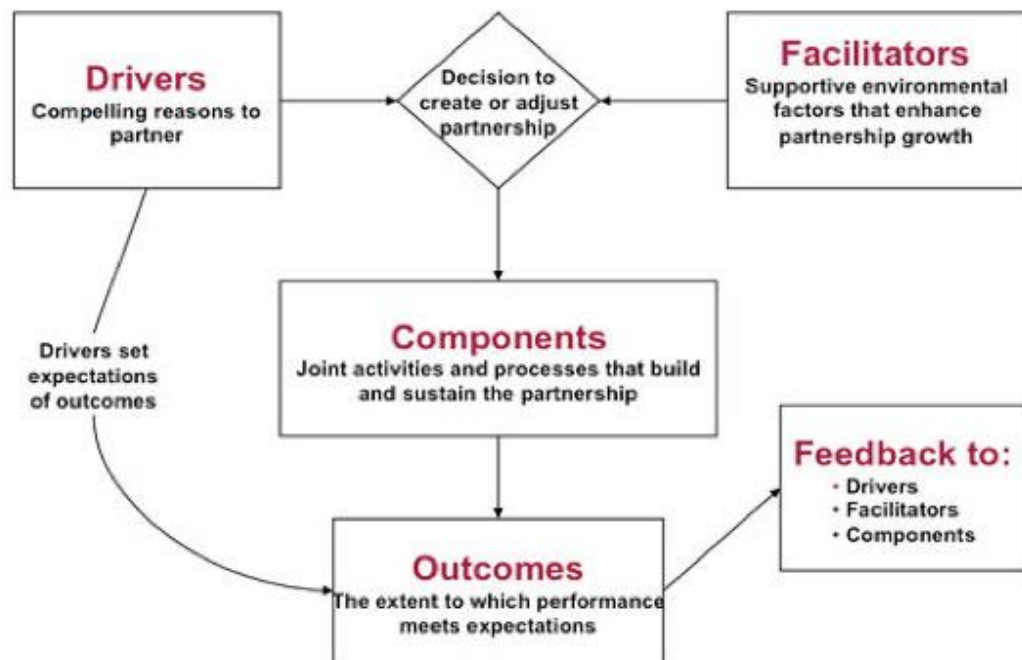 Drivers
Compelling reasons to
partner
Decision to
create or adjust
partnership
Facilitators
Supportive environmental
factors that enhance
partnership growth
Components
Joint activities and processes that build
and sustain the partnership
Drivers set
expectations
of outcomes
Feedback to:
• Drivers
• Facilitators
• Components
Outcomes
The extent to which performance
meets expectations